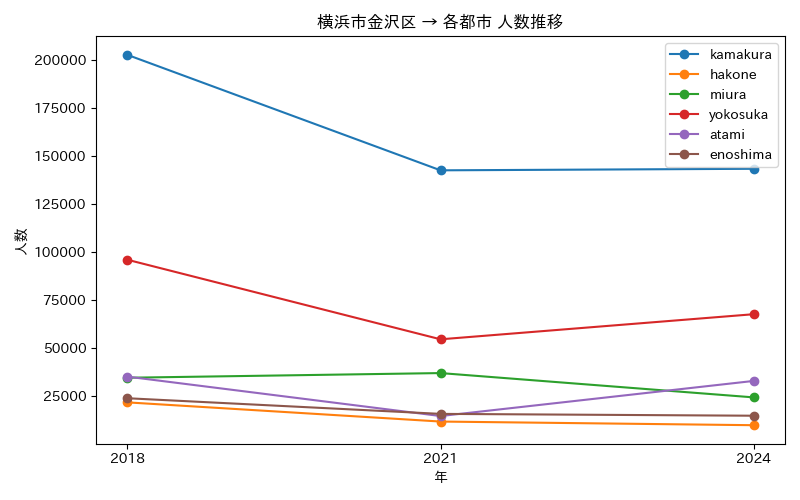 横浜市金沢区 → 各都市 人数推移
kamakura
hakone
miura
yokosuka
atami
enoshima
200000
175000
150000
125000
100000
75000
50000
25000
人数
2018
2021
2024
年